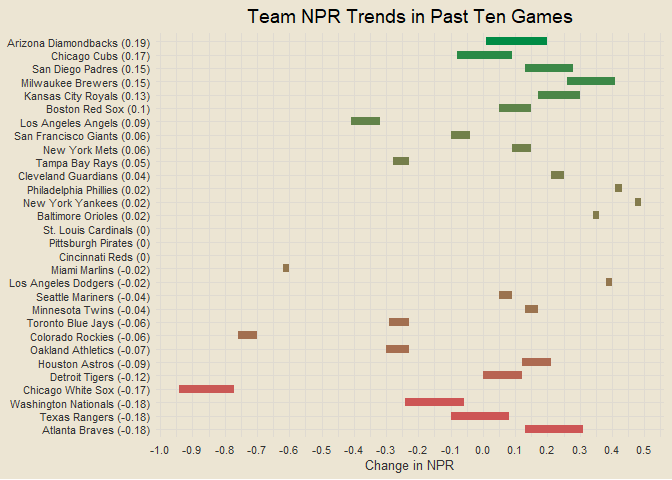 Team NPR Trends in Past Ten Games
Arizona Diamondbacks (0.19)
Chicago Cubs (0.17)
San Diego Padres (0.15)
Milwaukee Brewers (0.15)
Kansas City Royals (0.13)
Boston Red Sox (0.1)
Los Angeles Angels (0.09)
San Francisco Giants (0.06)
New York Mets (0.06)
Tampa Bay Rays (0.05)
Cleveland Guardians (0.04)
Philadelphia Phillies (0.02)
New York Yankees (0.02)
Baltimore Orioles (0.02)
St. Louis Cardinals (0)
Pittsburgh Pirates (0)
Cincinnati Reds (0)
Miami Marlins (-0.02)
Los Angeles Dodgers (-0.02)
Seattle Mariners (-0.04)
Minnesota Twins (-0.04)
Toronto Blue Jays (-0.06)
Colorado Rockies (-0.06)
Oakland Athletics (-0.07)
Houston Astros (-0.09)
Detroit Tigers (-0.12)
Chicago White Sox (-0.17)
Washington Nationals (-0.18)
Texas Rangers (-0.18)
Atlanta Braves (-0.18)
-1.0 -0.9 -0.8 -0.7 -0.6 -0.5 -0.4 -0.3 -0.2 -0.1 0.0 0.1 0.2 0.3 0.4 0.5
Change in NPR